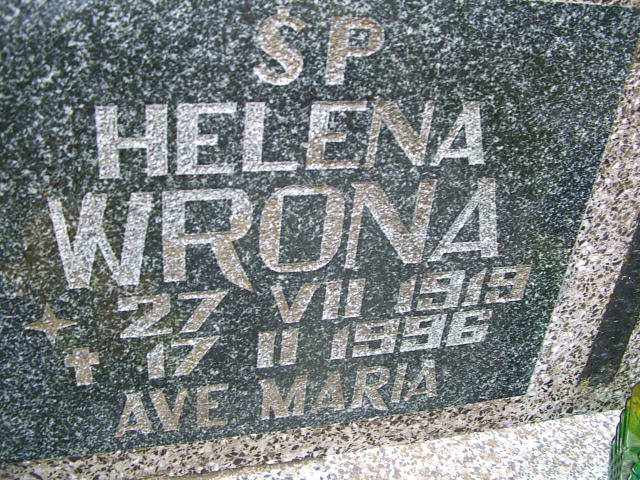 ŚP
HELENA
WRONA
27 VII 1919
✝ 17 II 1996
AVE MARIA